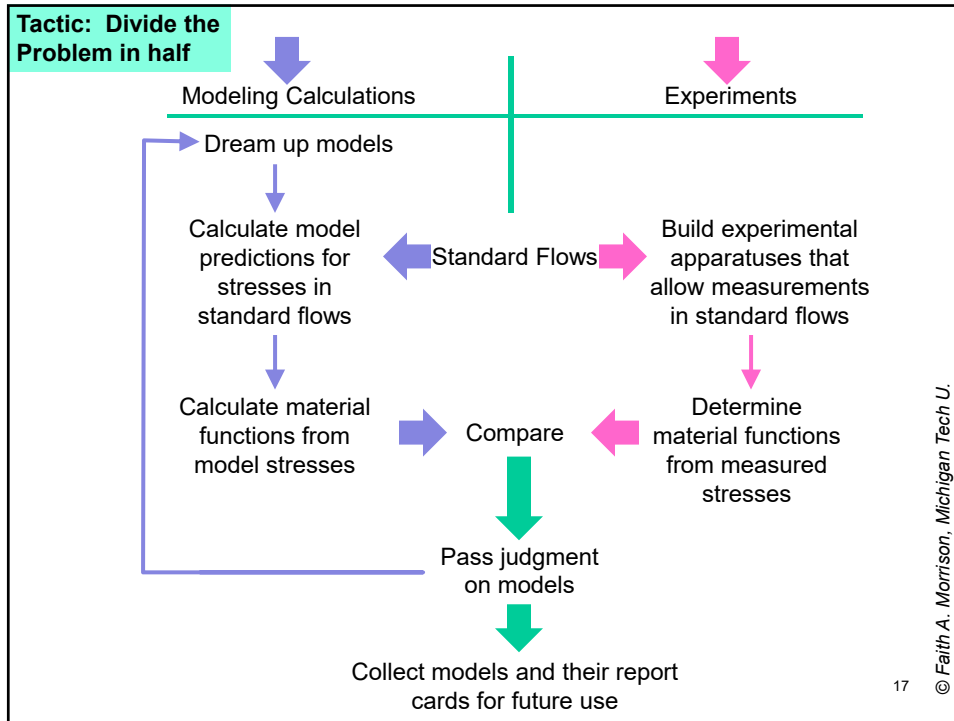 Tactic:  Divide the
Problem in half
Modeling Calculations
Experiments
Dream up models
Calculate model
predictions for
stresses in
standard flows
Standard Flows
Build experimental
apparatuses that
allow measurements
in standard flows
Calculate material
functions from
model stresses
Compare
Determine
material functions
from measured
stresses
Pass judgment
on models
Collect models and their report
cards for future use
17
© Faith A. Morrison, Michigan Tech U.